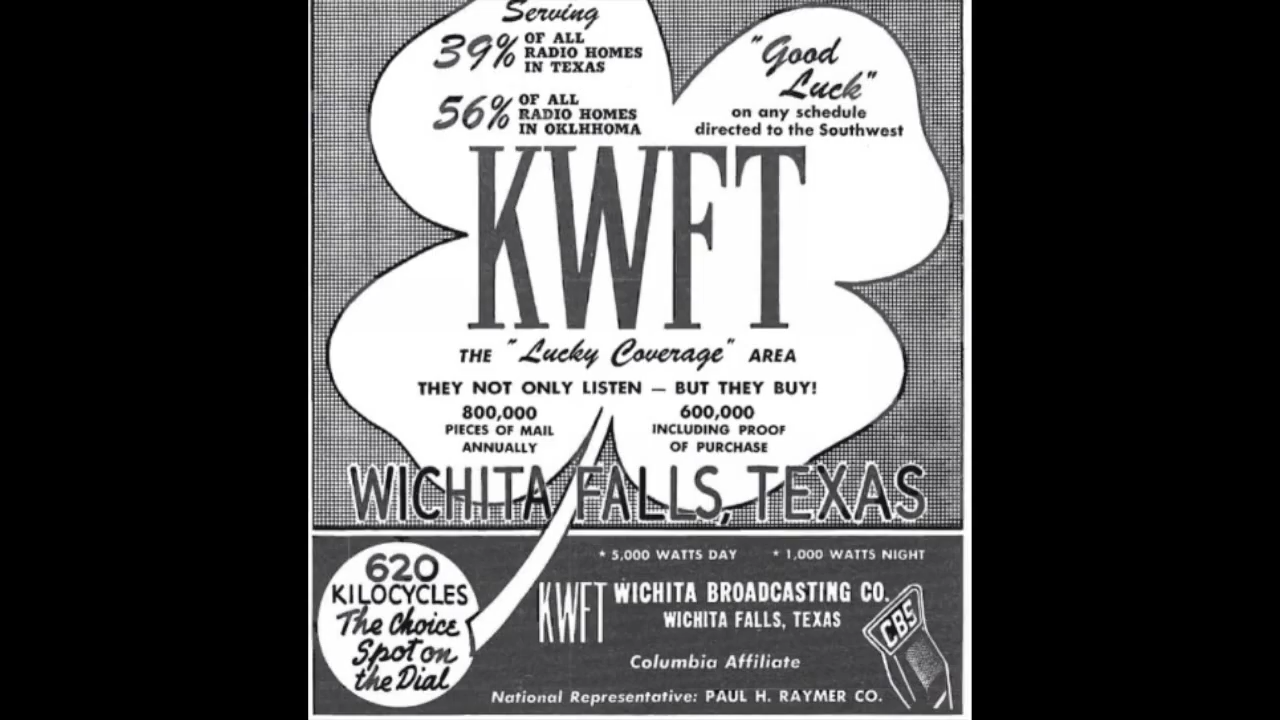 Serving
39% OF ALL
RADIO HOMES
IN TEXAS
56% OF ALL
RADIO HOMES
IN OKLHHOMA
"Good
Luck"
on any schedule
directed to the Southwest
KWFT
THE "Lucky Coverage" AREA
THEY NOT ONLY LISTEN — BUT THEY BUY!
800,000
PIECES OF MAIL
ANNUALLY
600,000
INCLUDING PROOF
OF PURCHASE
WICHITA FALLS, TEXAS
620
KILOCYCLES
The Choice
Spot on
the Dial
* 5,000 WATTS DAY * 1,000 WATTS NIGHT
KWFT WICHITA BROADCASTING CO.
WICHITA FALLS, TEXAS
CBS
Columbia Affiliate
National Representative: PAUL H. RAYMER CO.